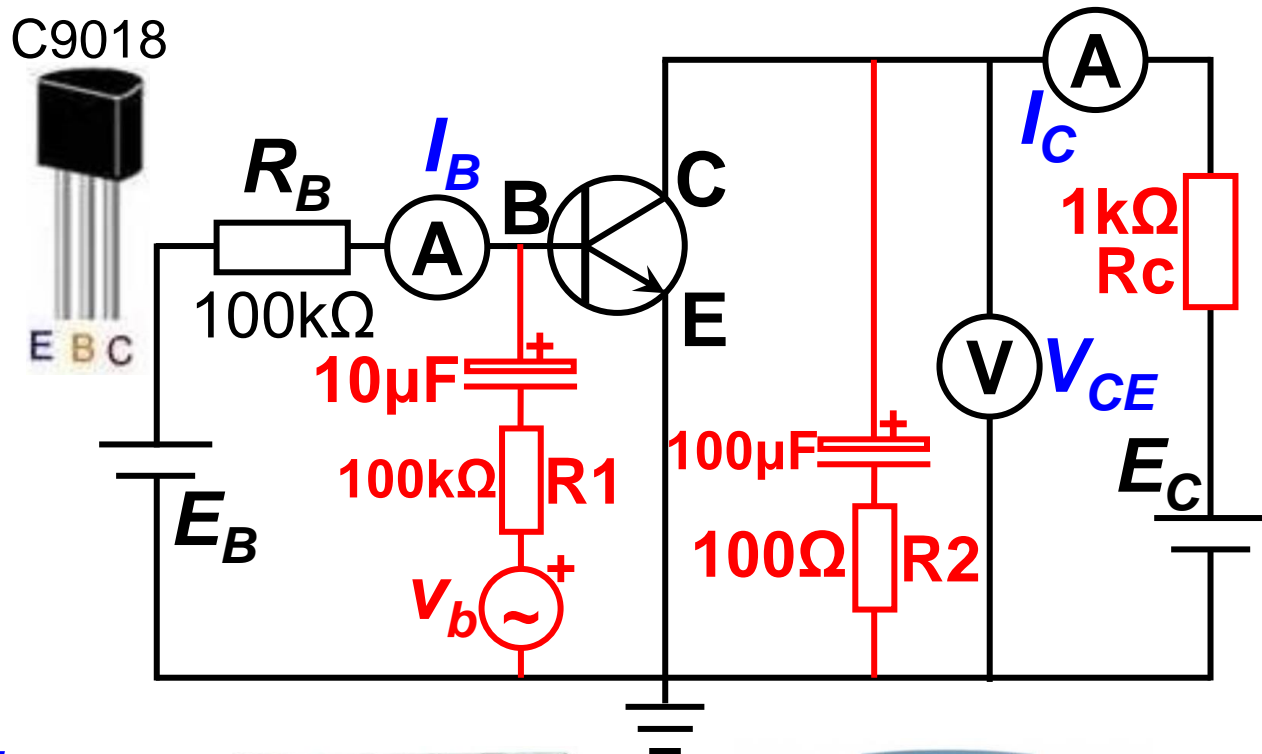 C9018
E B C
R_B
100kΩ
I_B
A
B
C
E
10μF
+
100kΩ
R1
v_b
+
~
E_B
100μF
+
100Ω
R2
V
V_CE
A
I_C
1kΩ
Rc
E_C